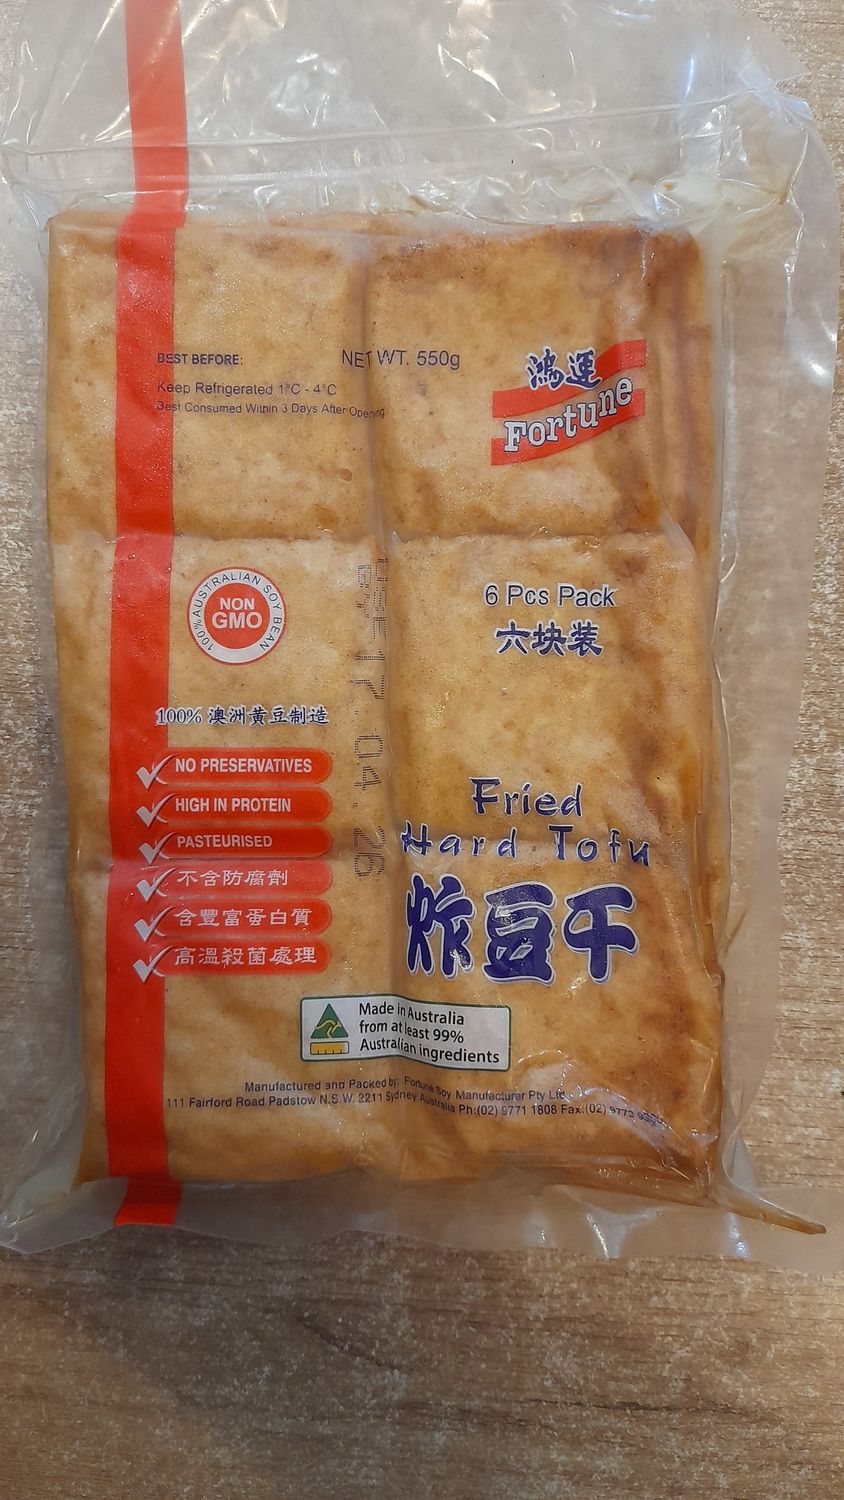 BEST BEFORE:
NET WT. 550g
Keep Refrigerated 1°C - 4°C
Best Consumed Within 3 Days After Opening
鴻運
Fortune
100% AUSTRALIAN SOY BEAN
NON
GMO
6 Pcs Pack
六块装
USE
BY 17.04.26
100% 澳洲黄豆制造
NO PRESERVATIVES
HIGH IN PROTEIN
PASTEURISED
不含防腐劑
含豐富蛋白質
高溫殺菌處理
Fried
Hard Tofu
炸豆干
Made in Australia
from at least 99%
Australian ingredients
Manufactured and Packed by: Fortune Soy Manufacturer Pty Ltd
111 Fairford Road Padstow N.S.W. 2211 Sydney Australia Ph:(02) 9771 1808 Fax:(02) 9773